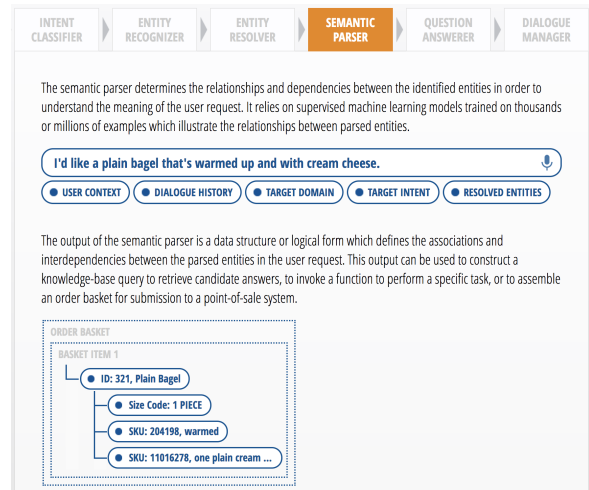 INTENT CLASSIFIER
ENTITY RECOGNIZER
ENTITY RESOLVER
SEMANTIC PARSER
QUESTION ANSWERER
DIALOGUE MANAGER
The semantic parser determines the relationships and dependencies between the identified entities in order to
understand the meaning of the user request. It relies on supervised machine learning models trained on thousands
or millions of examples which illustrate the relationships between parsed entities.
I'd like a plain bagel that's warmed up and with cream cheese.
USER CONTEXT DIALOGUE HISTORY TARGET DOMAIN TARGET INTENT RESOLVED ENTITIES
The output of the semantic parser is a data structure or logical form which defines the associations and
interdependencies between the parsed entities in the user request. This output can be used to construct a
knowledge-base query to retrieve candidate answers, to invoke a function to perform a specific task, or to assemble
an order basket for submission to a point-of-sale system.
ORDER BASKET
BASKET ITEM 1
ID: 321, Plain Bagel
Size Code: 1 PIECE
SKU: 204198, warmed
SKU: 11016278, one plain cream ...